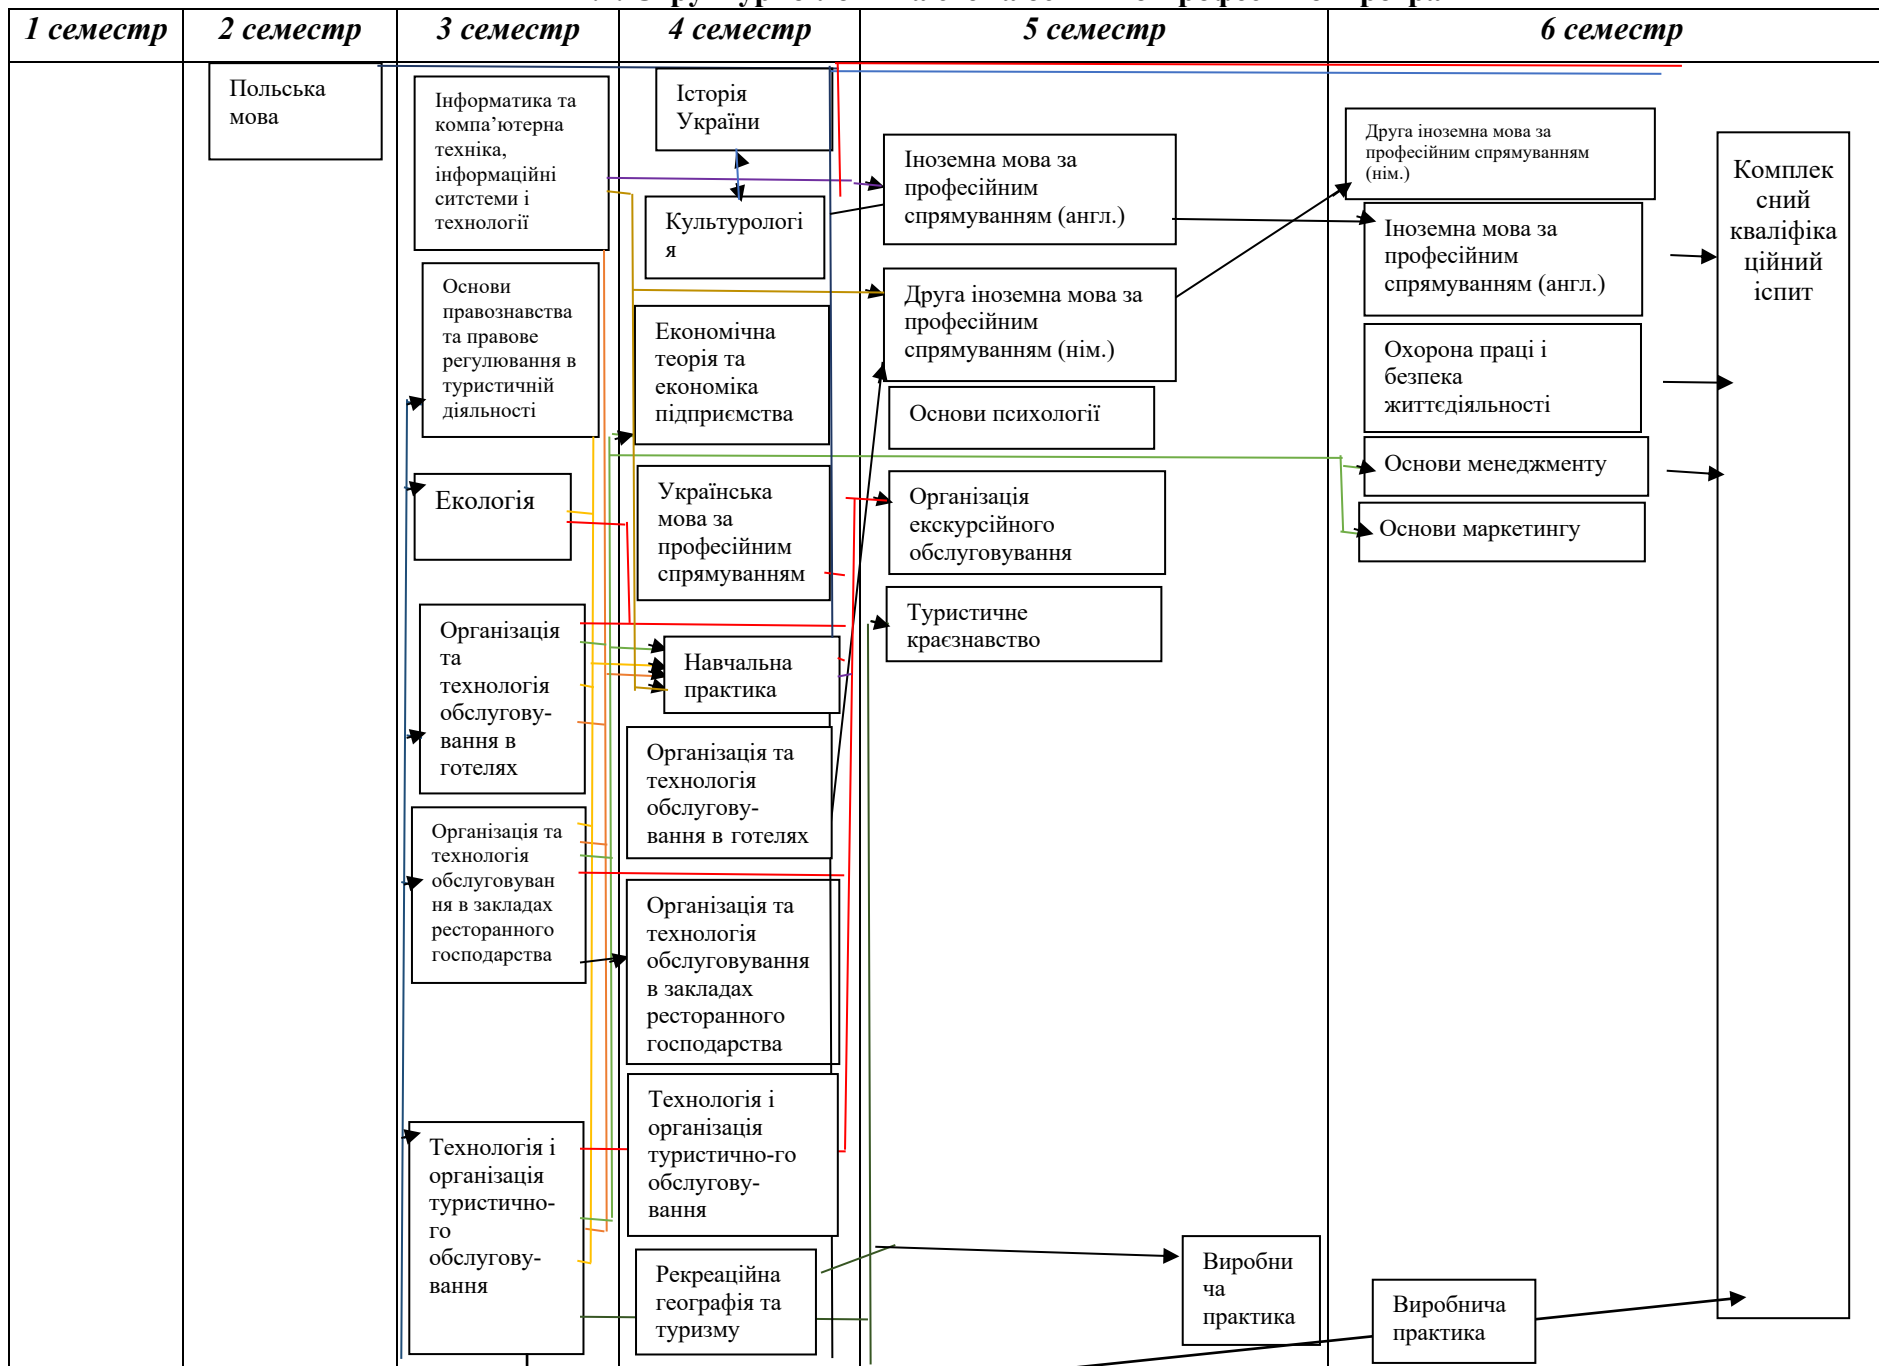 1 семестр
2 семестр
3 семестр
4 семестр
5 семестр
6 семестр
Польська
мова
Інформатика та
компа’ютерна
техніка,
інформаційні
ситстеми і
технології
Основи
правознавства
та правове
регулювання в
туристичній
діяльності
Екологія
Організація
та
технологія
обслугову-
вання в
готелях
Організація та
технологія
обслуговуван
ня в закладах
ресторанного
господарства
Технологія і
організація
туристично-
го
обслугову-
вання
Історія
України
Культурологі
я
Економічна
теорія та
економіка
підприємства
Українська
мова за
професійним
спрямуванням
Навчальна
практика
Організація та
технологія
обслугову-
вання в готелях
Організація та
технологія
обслуговування
в закладах
ресторанного
господарства
Технологія і
організація
туристично-го
обслугову-
вання
Рекреаційна
географія та
туризму
Іноземна мова за
професійним
спрямуванням (англ.)
Друга іноземна мова за
професійним
спрямуванням (нім.)
Основи психології
Організація
екскурсійного
обслуговування
Туристичне
краєзнавство
Виробни
ча
практика
Друга іноземна мова за
професійним спрямуванням
(нім.)
Іноземна мова за
професійним
спрямуванням (англ.)
Охорона праці і
безпека
життєдіяльності
Основи менеджменту
Основи маркетингу
Виробнича
практика
Комплек
сний
кваліфіка
ційний
іспит